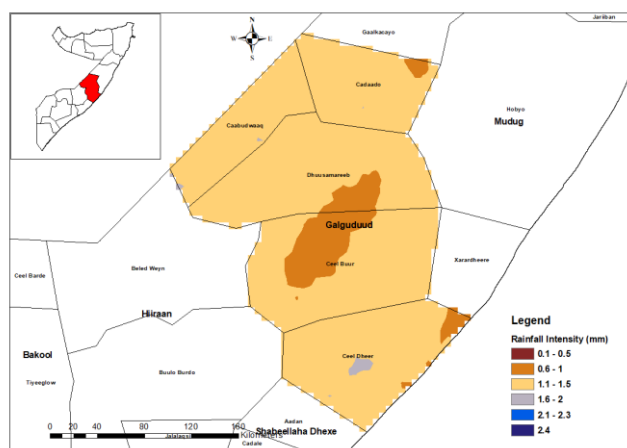 Jariiban
Gaalkacayo
N
W E
S
Cadaado
Hobyo
Mudug
Caabudwaaq
Dhuusamareeb
Galguduud
Ceel Barde
Beled Weyn
Ceel Buur
Xarardheere
Hiiraan
Bakool
Tiyeeglow
Buulo Burdo
Ceel Dheer
Legend
Rainfall Intensity (mm)
0.1 - 0.5
0.6 - 1
1.1 - 1.5
1.6 - 2
2.1 - 2.3
2.4
Aadan
Shabeellaha Dhexe
Jalalaqsi
Cadale
0 20 40 80 120 160
Kilometers